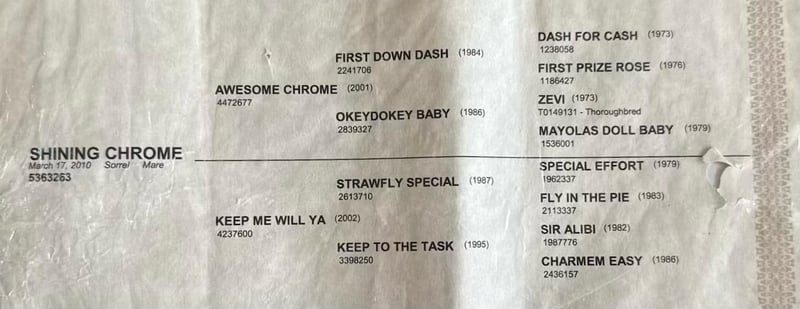 DASH FOR CASH (1973)
1238058
FIRST DOWN DASH (1984)
2241706
FIRST PRIZE ROSE (1976)
1186427
AWESOME CHROME (2001)
4472677
ZEVI (1973)
T0149131 - Thoroughbred
OKEYDOKEY BABY (1986)
2839327
MAYOLAS DOLL BABY (1979)
1536001
SHINING CHROME
March 17, 2010 Sorrel Mare
5363263
SPECIAL EFFORT (1979)
1962337
STRAWFLY SPECIAL (1987)
2613710
FLY IN THE PIE (1983)
2113337
KEEP ME WILL YA (2002)
4237600
SIR ALIBI (1982)
1987776
KEEP TO THE TASK (1995)
3398250
CHARMEM EASY (1986)
2436157